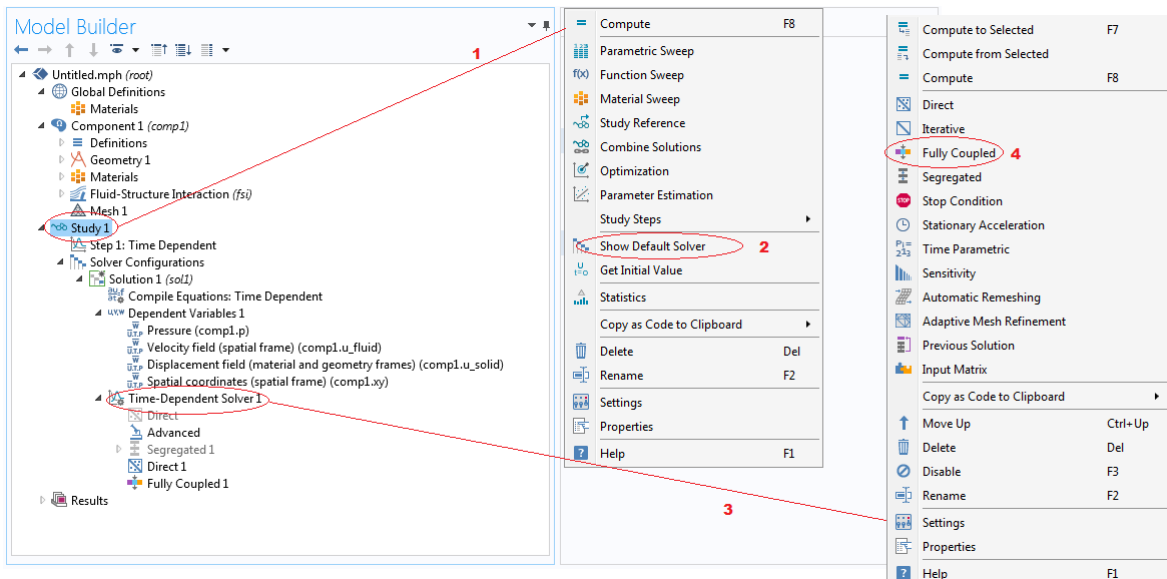 Model Builder
Untitled.mph (root)
Global Definitions
Materials
Component 1 (comp1)
Definitions
Geometry 1
Materials
Fluid-Structure Interaction (fsi)
Mesh 1
Study 1
Step 1: Time Dependent
Solver Configurations
Solution 1 (sol1)
Compile Equations: Time Dependent
Dependent Variables 1
Pressure (comp1.p)
Velocity field (spatial frame) (comp1.u_fluid)
Displacement field (material and geometry frames) (comp1.u_solid)
Spatial coordinates (spatial frame) (comp1.xy)
Time-Dependent Solver 1
Direct
Advanced
Segregated 1
Direct 1
Fully Coupled 1
Results
1
Compute F8
Parametric Sweep
f(x) Function Sweep
Material Sweep
Study Reference
Combine Solutions
Optimization
Parameter Estimation
Study Steps
Show Default Solver 2
Get Initial Value
Statistics
Copy as Code to Clipboard
Delete Del
Rename F2
Settings
Properties
? Help F1
3
Compute to Selected F7
Compute from Selected
Compute F8
Direct
Iterative
Fully Coupled 4
Segregated
STOP Stop Condition
Stationary Acceleration
Time Parametric
Sensitivity
Automatic Remeshing
Adaptive Mesh Refinement
Previous Solution
Input Matrix
Copy as Code to Clipboard
Move Up Ctrl+Up
Delete Del
Disable F3
Rename F2
Settings
Properties
? Help F1